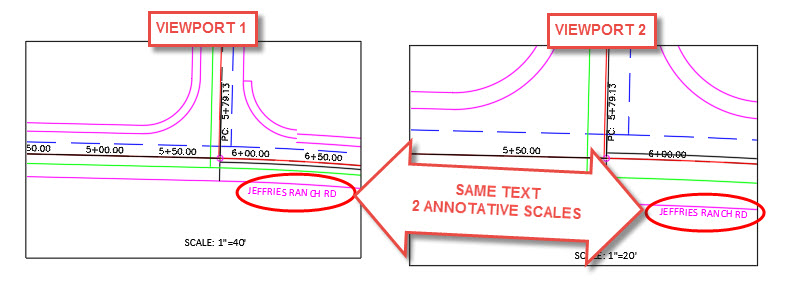 VIEWPORT 1
PC: 5+79.13
50.00 5+00.00 5+50.00 6+00.00 6+50.00
JEFFRIES RANCH RD
SCALE: 1"=40'
SAME TEXT
2 ANNOTATIVE SCALES
VIEWPORT 2
PC: 5+79.13
5+50.00 6+00.00
JEFFRIES RANCH RD
SCALE: 1"=20'